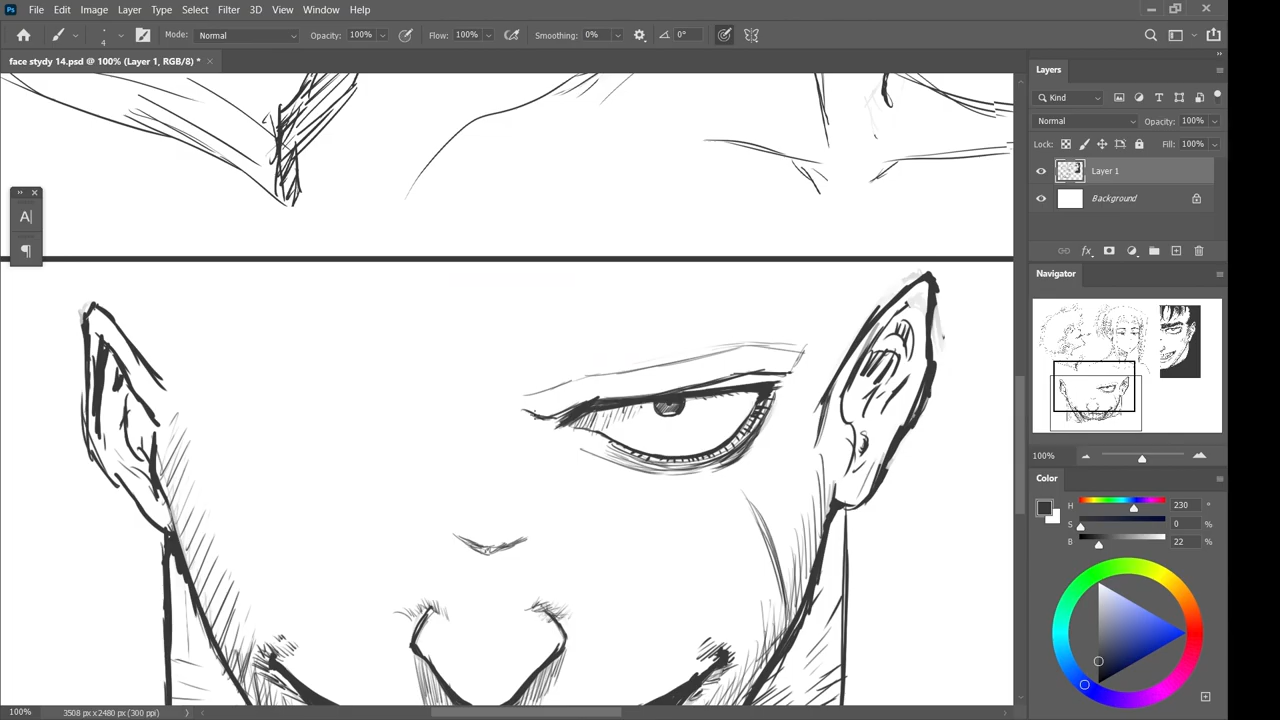 Ps File Edit Image Layer Type Select Filter 3D View Window Help
4 Mode: Normal Opacity: 100% Flow: 100% Smoothing: 0% 0°
face stydy 14.psd @ 100% (Layer 1, RGB/8) * ×
Layers
Kind
Normal Opacity: 100%
Lock: Fill: 100%
Layer 1
Background
A
Navigator
100%
Color
H 230 °
S 0 %
B 22 %
100% 3508 px x 2480 px (300 ppi)